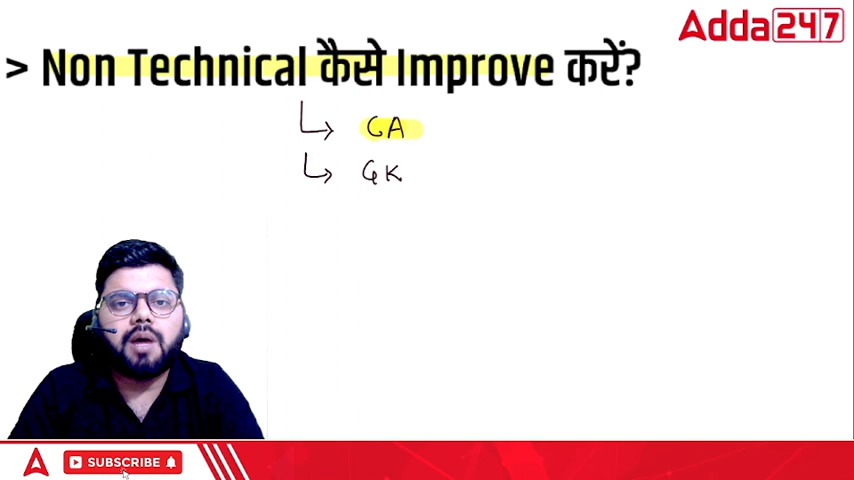 Adda247
> Non Technical कैसे Improve करें?
GA
GK
SUBSCRIBE